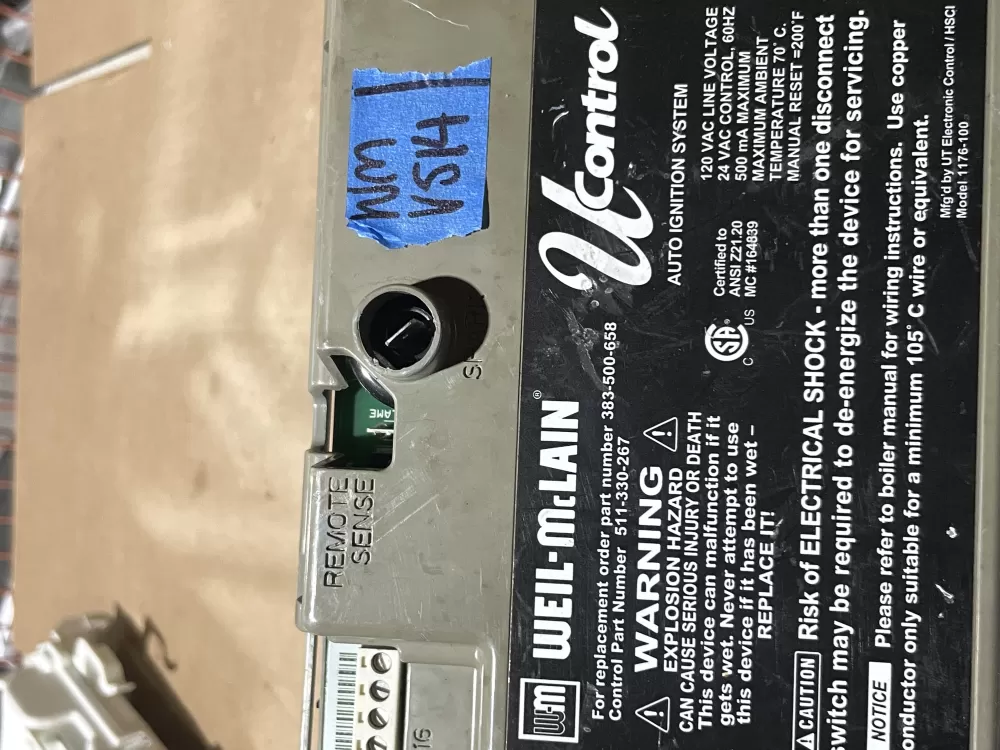 WM
VS14
REMOTE
SENSE
LAME
16
W-M
WEIL-McLAIN®
Ucontrol
For replacement order part number 383-500-658
Control Part Number 511-330-267
AUTO IGNITION SYSTEM
WARNING
EXPLOSION HAZARD
CAN CAUSE SERIOUS INJURY OR DEATH
This device can malfunction if it
gets wet. Never attempt to use
this device if it has been wet –
REPLACE IT!
C US
Certified to
ANSI Z21.20
MC #164839
120 VAC LINE VOLTAGE
24 VAC CONTROL, 60HZ
500 mA MAXIMUM
MAXIMUM AMBIENT
TEMPERATURE 70° C.
MANUAL RESET =200°F
CAUTION Risk of ELECTRICAL SHOCK - more than one disconnect
switch may be required to de-energize the device for servicing.
NOTICE Please refer to boiler manual for wiring instructions. Use copper
onductor only suitable for a minimum 105° C wire or equivalent.
Mfg'd by UT Electronic Control / HSCI
Model 1176-100